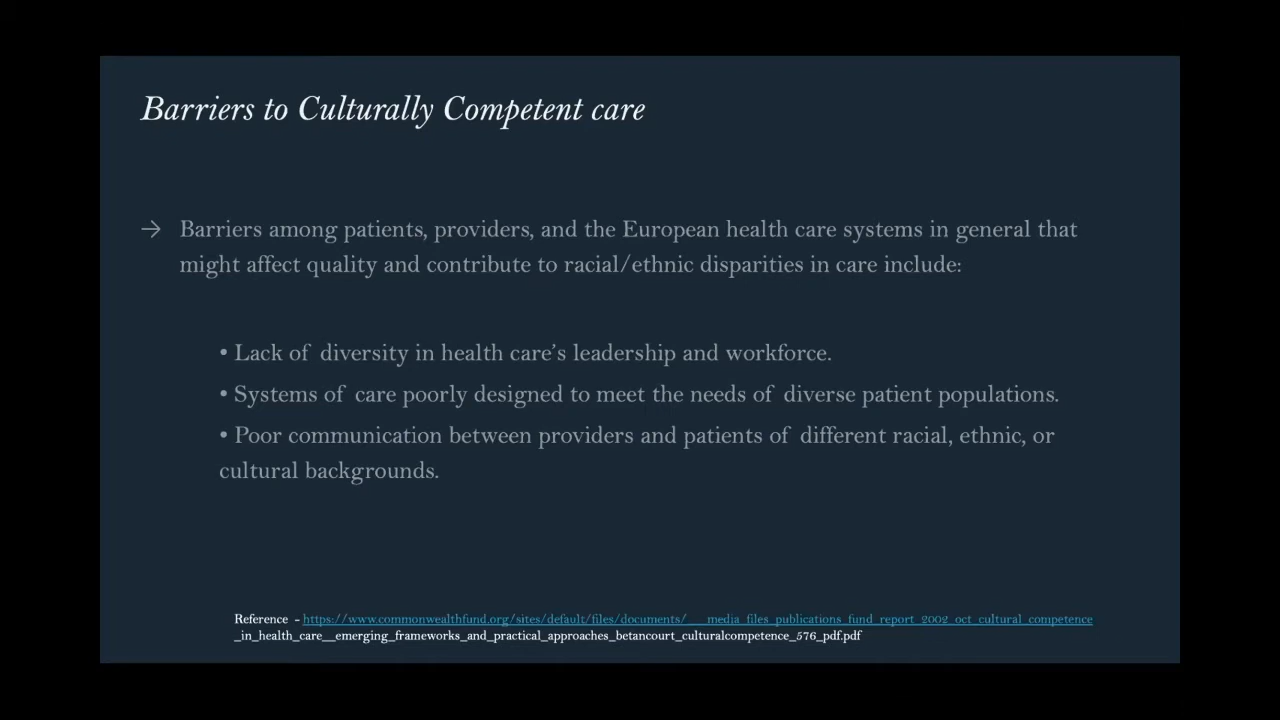 Barriers to Culturally Competent care
→ Barriers among patients, providers, and the European health care systems in general that
might affect quality and contribute to racial/ethnic disparities in care include:
• Lack of diversity in health care’s leadership and workforce.
• Systems of care poorly designed to meet the needs of diverse patient populations.
• Poor communication between providers and patients of different racial, ethnic, or
cultural backgrounds.
Reference - https://www.commonwealthfund.org/sites/default/files/documents/___media_files_publications_fund_report_2002_oct_cultural_competence
_in_health_care__emerging_frameworks_and_practical_approaches_betancourt_culturalcompetence_576_pdf.pdf